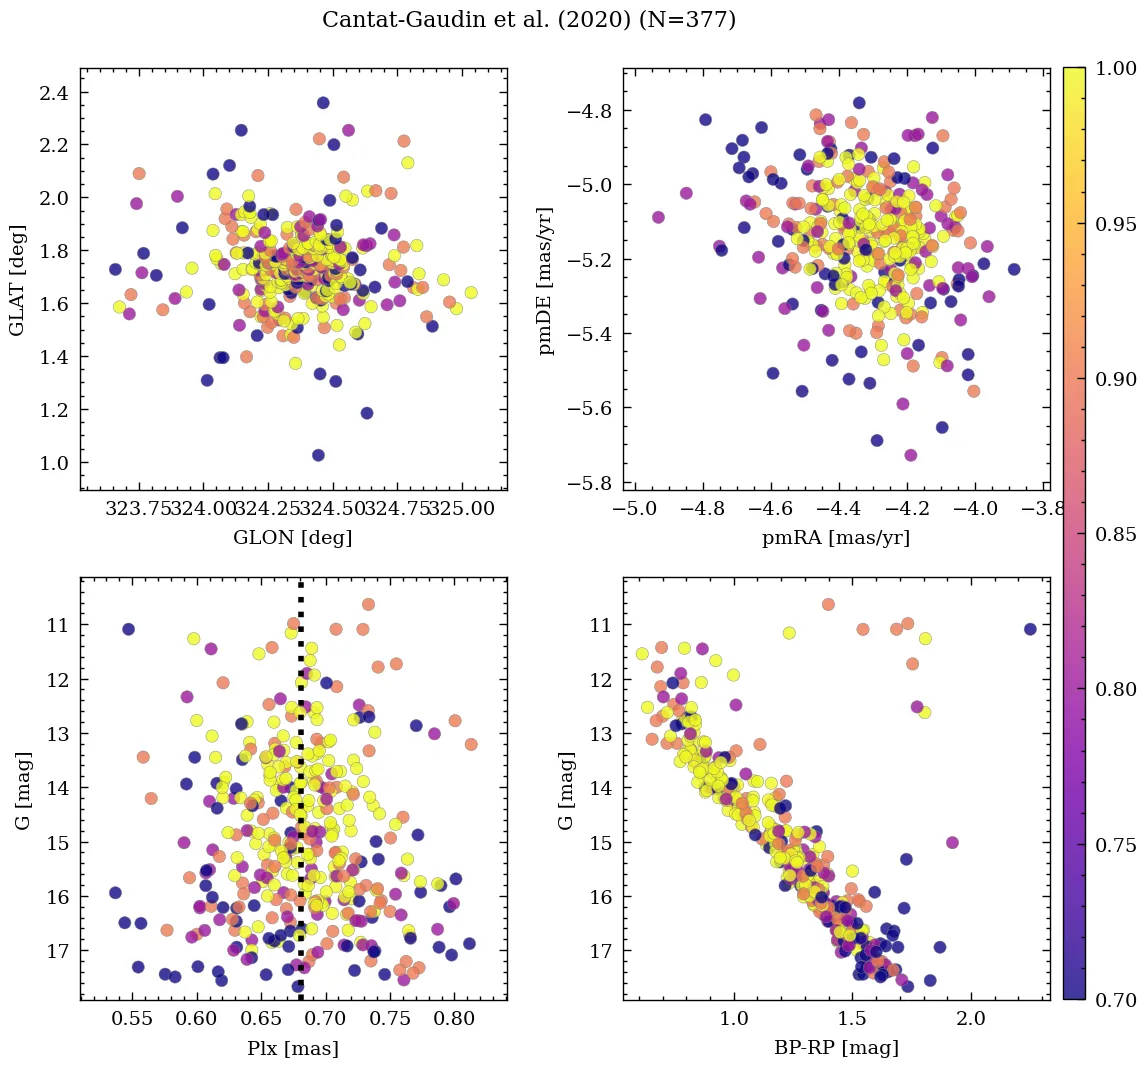 Cantat-Gaudin et al. (2020) (N=377)
2.4
2.2
2.0
1.8
1.6
1.4
1.2
1.0
GLAT [deg]
323.75 324.00 324.25 324.50 324.75 325.00
GLON [deg]
−4.8
−5.0
−5.2
−5.4
−5.6
−5.8
pmDE [mas/yr]
−5.0 −4.8 −4.6 −4.4 −4.2 −4.0 −3.8
pmRA [mas/yr]
1.00
0.95
0.90
0.85
0.80
0.75
0.70
11
12
13
14
15
16
17
G [mag]
0.55 0.60 0.65 0.70 0.75 0.80
Plx [mas]
11
12
13
14
15
16
17
G [mag]
1.0 1.5 2.0
BP-RP [mag]